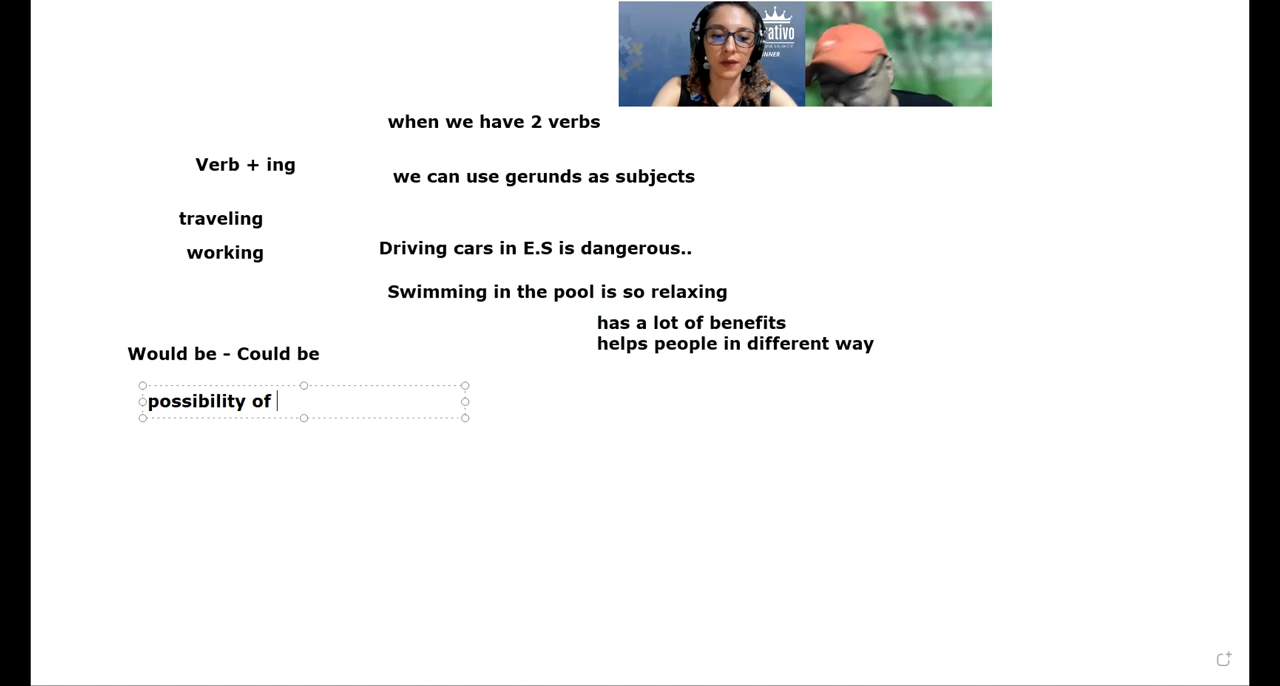 ativo
NNER
when we have 2 verbs
Verb + ing
we can use gerunds as subjects
traveling
working
Driving cars in E.S is dangerous..
Swimming in the pool is so relaxing
has a lot of benefits
helps people in different way
Would be - Could be
possibility of